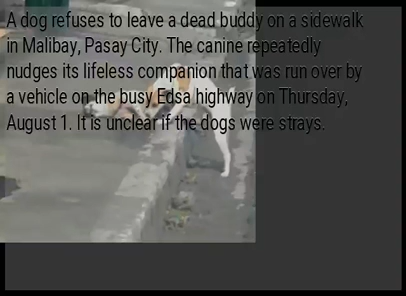 A dog refuses to leave a dead buddy on a sidewalk
in Malibay, Pasay City. The canine repeatedly
nudges its lifeless companion that was run over by
a vehicle on the busy Edsa highway on Thursday,
August 1. It is unclear if the dogs were strays.